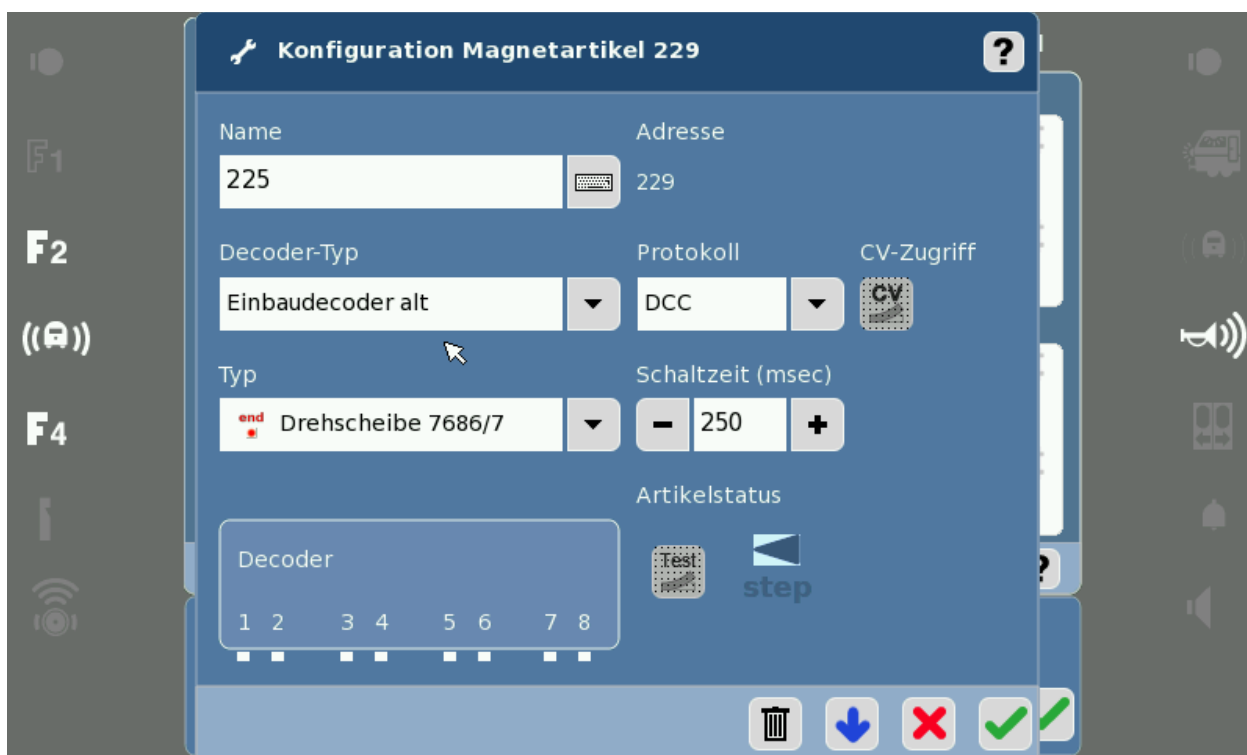 Konfiguration Magnetartikel 229
?
Name
Adresse
225
229
Decoder-Typ
Protokoll
CV-Zugriff
Einbaudecoder alt
DCC
CV
Typ
Schaltzeit (msec)
end
Drehscheibe 7686/7
250
Artikelstatus
Decoder
Test
step
1 2 3 4 5 6 7 8
F1
F2
F4
?